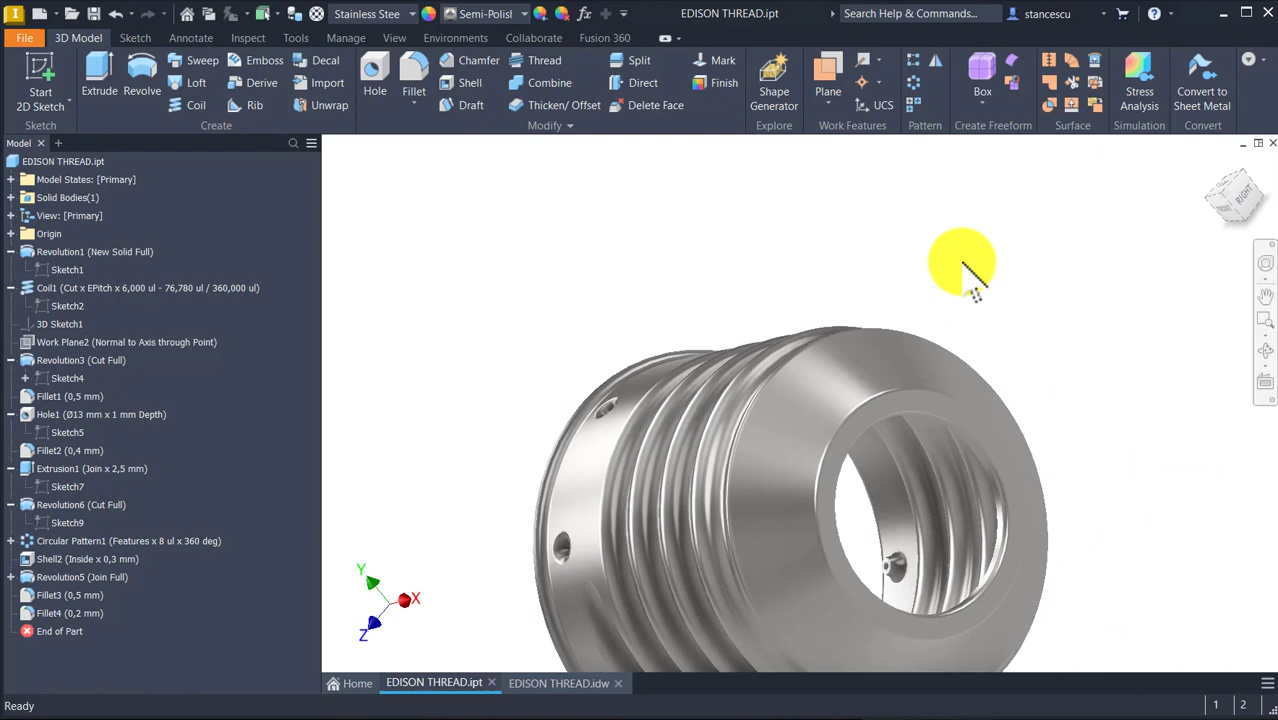 Stainless Stee
Semi-Polisl
EDISON THREAD.ipt
Search Help & Commands...
stancescu
File
3D Model
Sketch
Annotate
Inspect
Tools
Manage
View
Environments
Collaborate
Fusion 360
Start
2D Sketch
Sketch
Extrude
Revolve
Sweep
Loft
Coil
Emboss
Derive
Rib
Decal
Import
Unwrap
Create
Hole
Fillet
Chamfer
Shell
Draft
Thread
Combine
Thicken/ Offset
Split
Direct
Delete Face
Mark
Finish
Modify
Shape
Generator
Explore
Plane
UCS
Work Features
Pattern
Box
Create Freeform
Surface
Stress
Analysis
Simulation
Convert to
Sheet Metal
Convert
Model
EDISON THREAD.ipt
Model States: [Primary]
Solid Bodies(1)
View: [Primary]
Origin
Revolution1 (New Solid Full)
Sketch1
Coil1 (Cut x EPitch x 6,000 ul - 76,780 ul / 360,000 ul)
Sketch2
3D Sketch1
Work Plane2 (Normal to Axis through Point)
Revolution3 (Cut Full)
Sketch4
Fillet1 (0,5 mm)
Hole1 (Ø13 mm x 1 mm Depth)
Sketch5
Fillet2 (0,4 mm)
Extrusion1 (Join x 2,5 mm)
Sketch7
Revolution6 (Cut Full)
Sketch9
Circular Pattern1 (Features x 8 ul x 360 deg)
Shell2 (Inside x 0,3 mm)
Revolution5 (Join Full)
Fillet3 (0,5 mm)
Fillet4 (0,2 mm)
End of Part
RIGHT
Y
X
Z
Home
EDISON THREAD.ipt
EDISON THREAD.idw
Ready
1
2